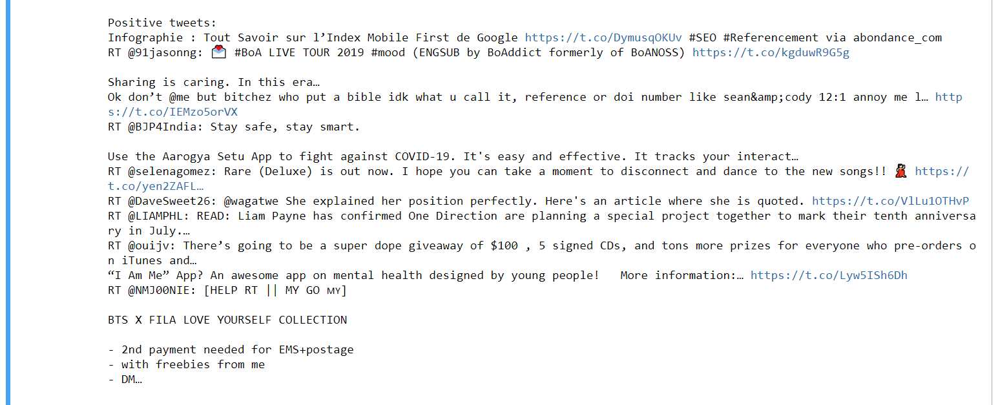 Positive tweets:
Infographie : Tout Savoir sur l’Index Mobile First de Google https://t.co/DymusqOKUv #SEO #Referencement via abondance_com
RT @91jasonng: 💌 #BoA LIVE TOUR 2019 #mood (ENGSUB by BoAddict formerly of BoANOSS) https://t.co/kgduwR9G5g
Sharing is caring. In this era…
Ok don’t @me but bitchez who put a bible idk what u call it, reference or doi number like sean&amp;cody 12:1 annoy me l… http
s://t.co/IEMzo5orVX
RT @BJP4India: Stay safe, stay smart.
Use the Aarogya Setu App to fight against COVID-19. It's easy and effective. It tracks your interact…
RT @selenagomez: Rare (Deluxe) is out now. I hope you can take a moment to disconnect and dance to the new songs!! 💃 https://
t.co/yen2ZAFL…
RT @DaveSweet26: @wagatwe She explained her position perfectly. Here's an article where she is quoted. https://t.co/VlLu1OTHvP
RT @LIAMPHL: READ: Liam Payne has confirmed One Direction are planning a special project together to mark their tenth anniversa
ry in July.…
RT @ouijv: There’s going to be a super dope giveaway of $100 , 5 signed CDs, and tons more prizes for everyone who pre-orders o
n iTunes and…
“I Am Me” App? An awesome app on mental health designed by young people!   More information:… https://t.co/Lyw5ISh6Dh
RT @NMJ00NIE: [HELP RT || MY GO 🇲🇾]
BTS X FILA LOVE YOURSELF COLLECTION
- 2nd payment needed for EMS+postage
- with freebies from me
- DM…